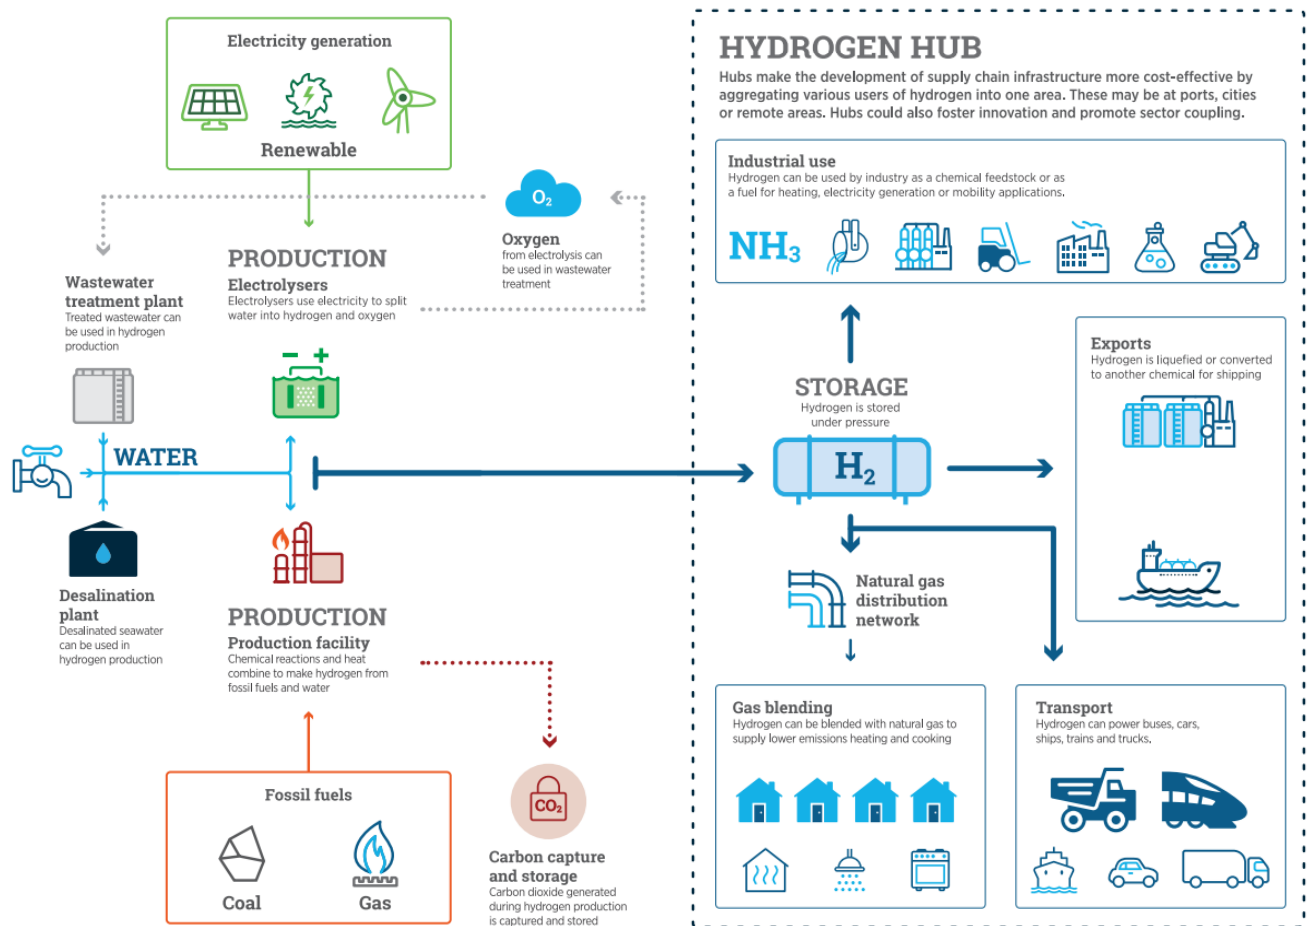 Electricity generation
Renewable
O₂
Oxygen
from electrolysis can
be used in wastewater
treatment
Wastewater
treatment plant
Treated wastewater can
be used in hydrogen
production
PRODUCTION
Electrolysers
Electrolysers use electricity to split
water into hydrogen and oxygen
- +
WATER
Desalination
plant
Desalinated seawater
can be used in
hydrogen production
PRODUCTION
Production facility
Chemical reactions and heat
combine to make hydrogen from
fossil fuels and water
Fossil fuels
Coal
Gas
CO₂
Carbon capture
and storage
Carbon dioxide generated
during hydrogen production
is captured and stored
HYDROGEN HUB
Hubs make the development of supply chain infrastructure more cost-effective by
aggregating various users of hydrogen into one area. These may be at ports, cities
or remote areas. Hubs could also foster innovation and promote sector coupling.
Industrial use
Hydrogen can be used by industry as a chemical feedstock or as
a fuel for heating, electricity generation or mobility applications.
NH₃
STORAGE
Hydrogen is stored
under pressure
H₂
Exports
Hydrogen is liquefied or converted
to another chemical for shipping
Natural gas
distribution
network
Gas blending
Hydrogen can be blended with natural gas to
supply lower emissions heating and cooking
Transport
Hydrogen can power buses, cars,
ships, trains and trucks.